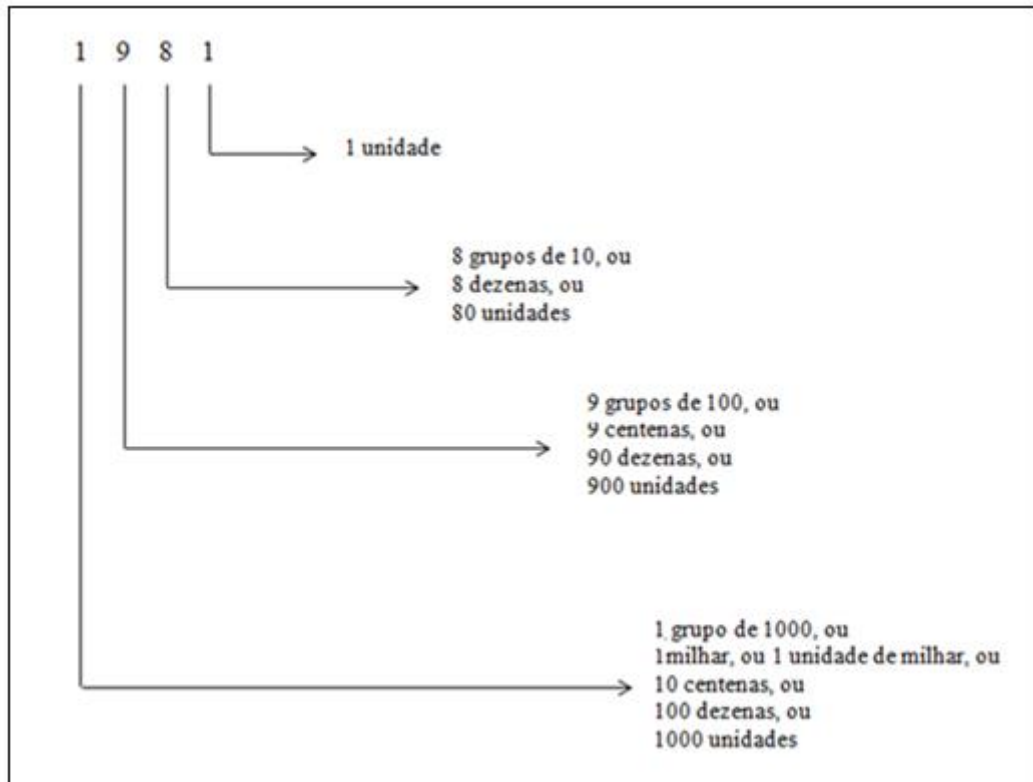 1 9 8 1
1 unidade
8 grupos de 10, ou
8 dezenas, ou
80 unidades
9 grupos de 100, ou
9 centenas, ou
90 dezenas, ou
900 unidades
1 grupo de 1000, ou
1milhar, ou 1 unidade de milhar, ou
10 centenas, ou
100 dezenas, ou
1000 unidades